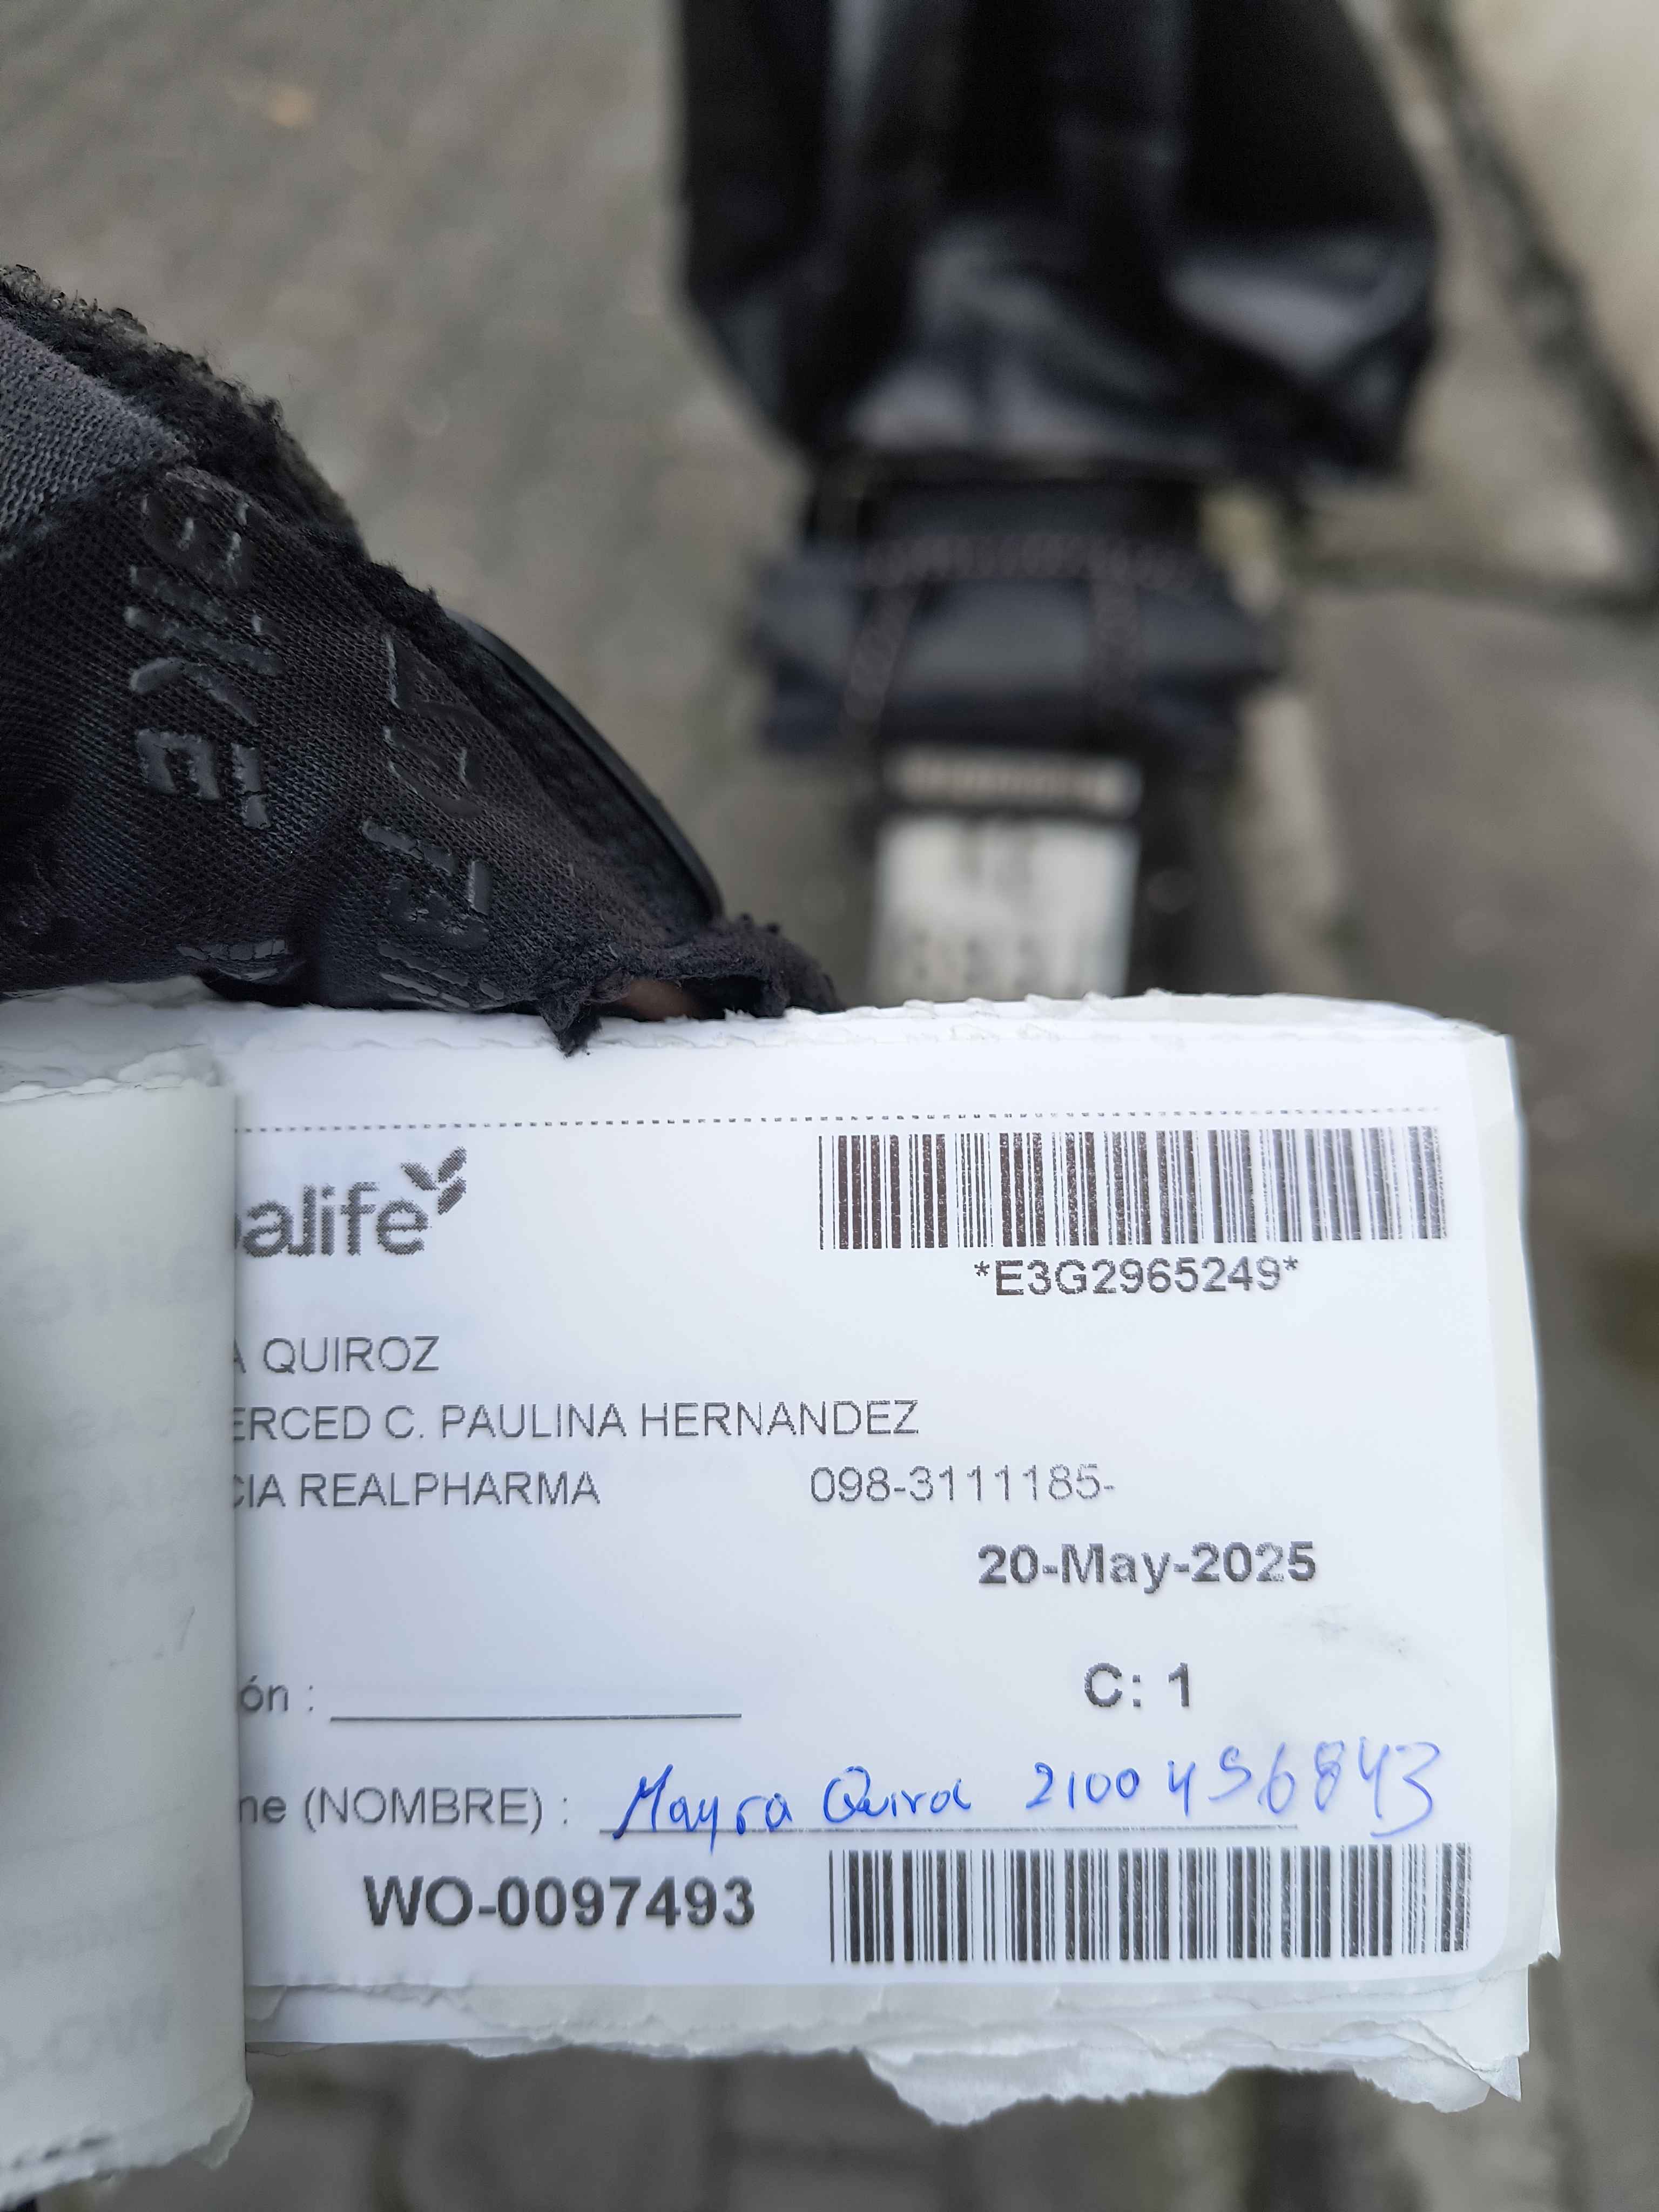 alife
*E3G2965249*
QUIROZ
ERCED C. PAULINA HERNANDEZ
CIA REALPHARMA 098-3111185-
20-May-2025
ón :
C: 1
me (NOMBRE) : Mayra Quiroz 2100456843
WO-0097493